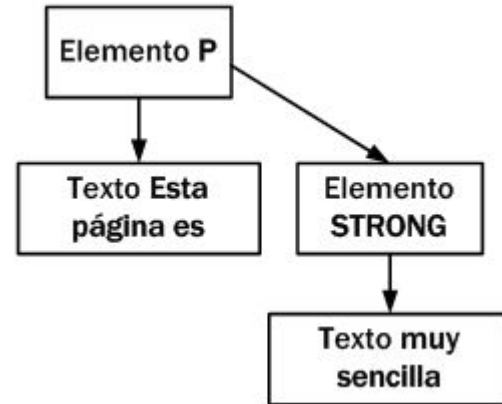 Elemento P
Texto Esta
página es
Elemento
STRONG
Texto muy
sencilla